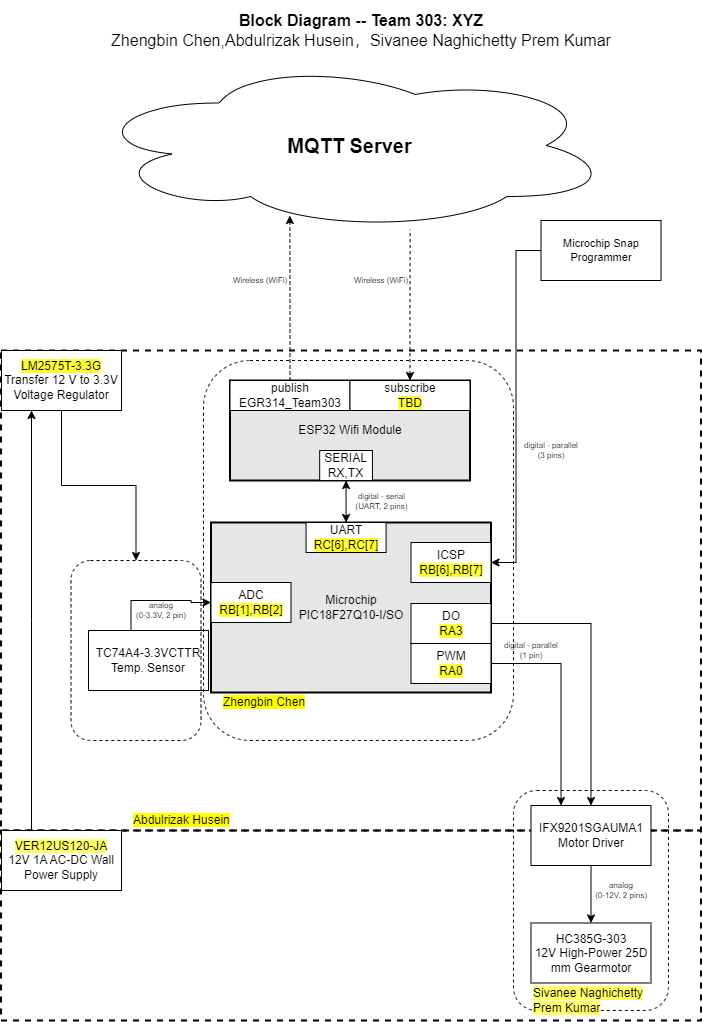 Block Diagram -- Team 303: XYZ
Zhengbin Chen,Abdulrizak Husein，Sivanee Naghichetty Prem Kumar
MQTT Server
Microchip Snap
Programmer
Wireless (WiFi)
Wireless (WiFi)
LM2575T-3.3G
Transfer 12 V to 3.3V
Voltage Regulator
publish
EGR314_Team303
subscribe
TBD
ESP32 Wifi Module
SERIAL
RX,TX
digital - parallel
(3 pins)
digital - serial
(UART, 2 pins)
UART
RC[6],RC[7]
ICSP
RB[6],RB[7]
ADC
RB[1],RB[2]
Microchip
PIC18F27Q10-I/SO
analog
(0-3.3V, 2 pin)
DO
RA3
TC74A4-3.3VCTTR
Temp. Sensor
PWM
RA0
digital - parallel
(1 pin)
Zhengbin Chen
Abdulrizak Husein
VER12US120-JA
12V 1A AC-DC Wall
Power Supply
IFX9201SGAUMA1
Motor Driver
analog
(0-12V, 2 pins)
HC385G-303
12V High-Power 25D
mm Gearmotor
Sivanee Naghichetty
Prem Kumar